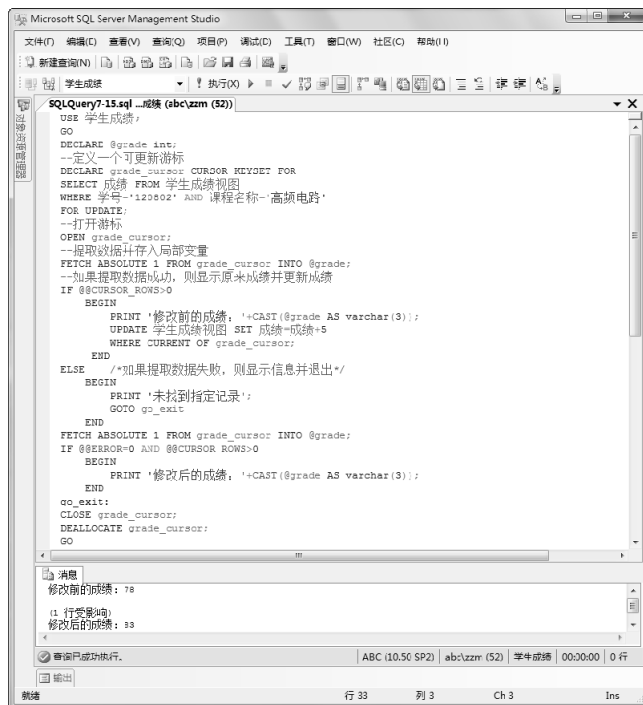 Microsoft SQL Server Management Studio
文件(F) 编辑(E) 查看(V) 查询(Q) 项目(P) 调试(D) 工具(T) 窗口(W) 社区(C) 帮助(H)
新建查询(N)
学生成绩 执行(X)
SQLQuery7-15.sql ...成绩 (abc\zzm (52))
对象资源管理器
USE 学生成绩;
GO
DECLARE @grade int;
--定义一个可更新游标
DECLARE grade_cursor CURSOR KEYSET FOR
SELECT 成绩 FROM 学生成绩视图
WHERE 学号='120802' AND 课程名称='高频电路'
FOR UPDATE;
--打开游标
OPEN grade_cursor;
--提取数据并存入局部变量
FETCH ABSOLUTE 1 FROM grade_cursor INTO @grade;
--如果提取数据成功，则显示原来成绩并更新成绩
IF @@CURSOR_ROWS>0
BEGIN
PRINT '修改前的成绩：'+CAST(@grade AS varchar(3));
UPDATE 学生成绩视图 SET 成绩=成绩+5
WHERE CURRENT OF grade_cursor;
END
ELSE /*如果提取数据失败，则显示信息并退出*/
BEGIN
PRINT '未找到指定记录';
GOTO go_exit
END
FETCH ABSOLUTE 1 FROM grade_cursor INTO @grade;
IF @@ERROR=0 AND @@CURSOR_ROWS>0
BEGIN
PRINT '修改后的成绩：'+CAST(@grade AS varchar(3));
END
go_exit:
CLOSE grade_cursor;
DEALLOCATE grade_cursor;
GO
消息
修改前的成绩：78
(1 行受影响)
修改后的成绩：83
查询已成功执行。 ABC (10.50 SP2) abc\zzm (52) 学生成绩 00:00:00 0 行
输出
就绪 行 33 列 3 Ch 3 Ins